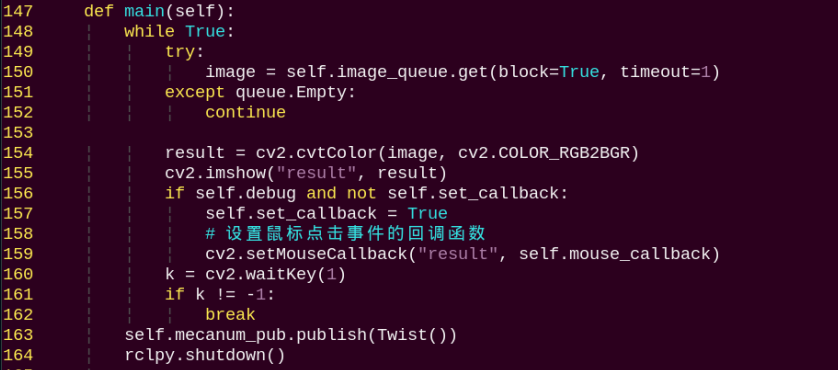 147     def main(self):
148         while True:
149             try:
150                 image = self.image_queue.get(block=True, timeout=1)
151             except queue.Empty:
152                 continue
153
154             result = cv2.cvtColor(image, cv2.COLOR_RGB2BGR)
155             cv2.imshow("result", result)
156             if self.debug and not self.set_callback:
157                 self.set_callback = True
158                 # 设置鼠标点击事件的回调函数
159                 cv2.setMouseCallback("result", self.mouse_callback)
160             k = cv2.waitKey(1)
161             if k != -1:
162                 break
163         self.mecanum_pub.publish(Twist())
164         rclpy.shutdown()